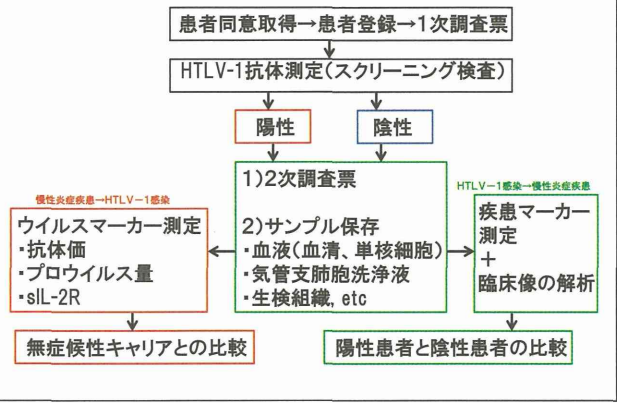 患者同意取得→患者登録→1次調査票
HTLV-1抗体測定(スクリーニング検査)
陽性
陰性
1)2次調査票
2)サンプル保存
・血液(血清、単核細胞)
・気管支肺胞洗浄液
・生検組織, etc
慢性炎症疾患→HTLV-1感染
ウイルスマーカー測定
・抗体価
・プロウイルス量
・sIL-2R
HTLV-1感染→慢性炎症疾患
疾患マーカー
測定
+
臨床像の解析
無症候性キャリアとの比較
陽性患者と陰性患者の比較